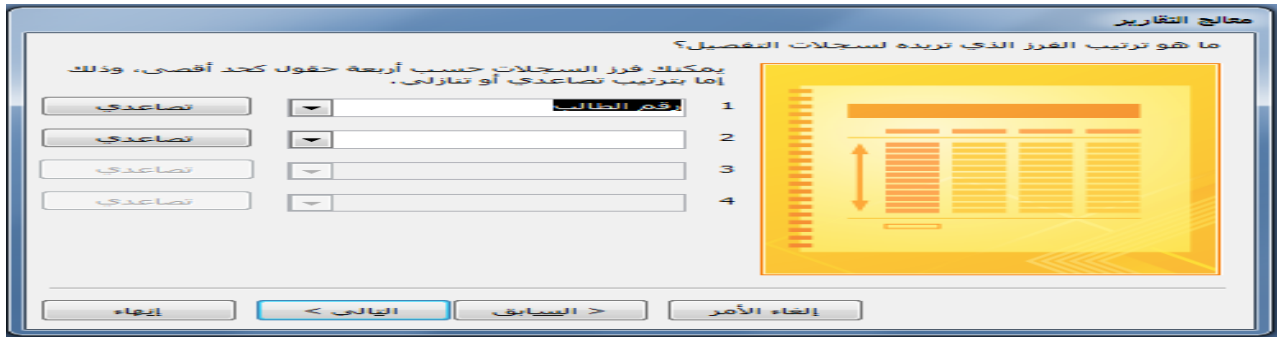 معالج التقارير
ما هو ترتيب الفرز الذي تريده لسجلات التفصيل؟
يمكنك فرز السجلات حسب أربعة حقول كحد أقصى، وذلك
إما بترتيب تصاعدي أو تنازلي.
1 رقم الطالب تصاعدي
2 تصاعدي
3 تصاعدي
4 تصاعدي
إلغاء الأمر < السابق التالي > إنهاء